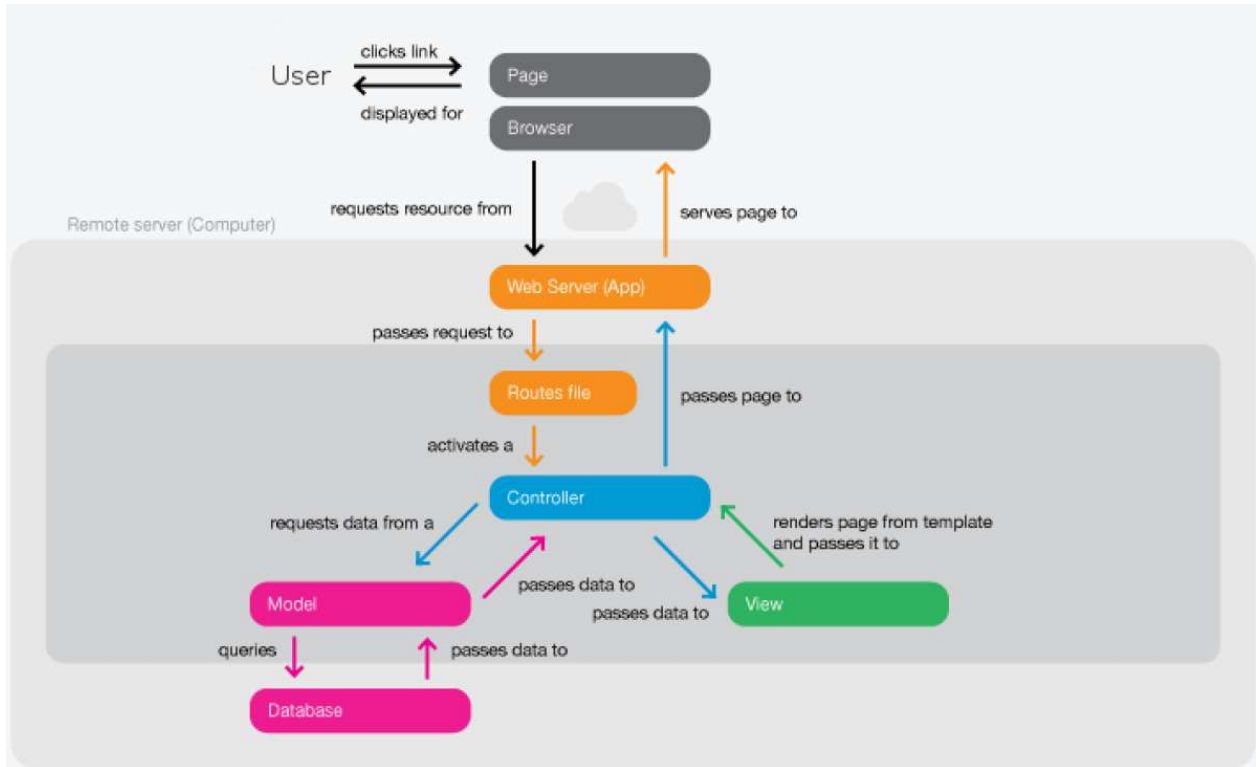 clicks link
User
Page
displayed for
Browser
requests resource from
serves page to
Remote server (Computer)
Web Server (App)
passes request to
Routes file
passes page to
activates a
Controller
requests data from a
renders page from template
and passes it to
passes data to
Model
passes data to
View
queries
passes data to
Database